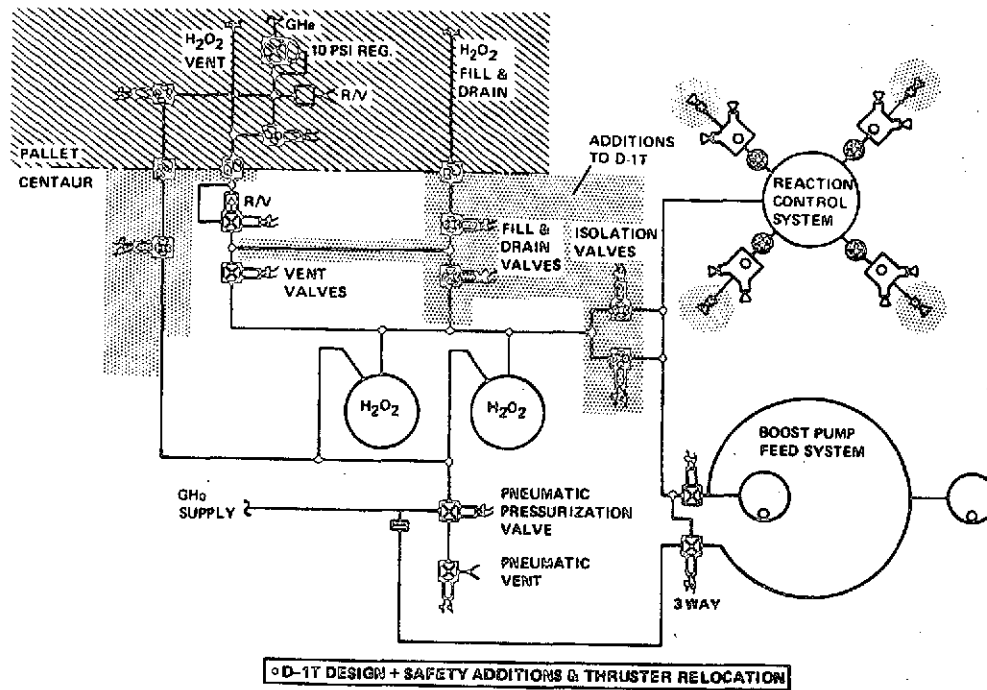 H2O2
VENT
GHe
10 PSI REG.
H2O2
FILL &
DRAIN
R/V
PALLET
CENTAUR
R/V
VENT
VALVES
FILL &
DRAIN
VALVES
ADDITIONS
TO D-1T
ISOLATION
VALVES
REACTION
CONTROL
SYSTEM
H2O2
H2O2
BOOST PUMP
FEED SYSTEM
GHe
SUPPLY
PNEUMATIC
PRESSURIZATION
VALVE
PNEUMATIC
VENT
3 WAY
D-1T DESIGN + SAFETY ADDITIONS & THRUSTER RELOCATION